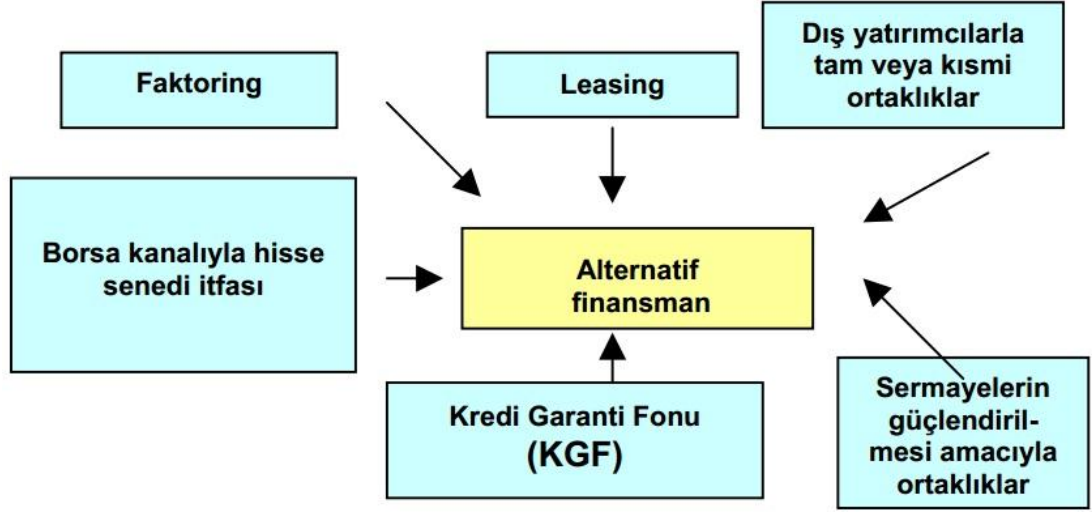 Faktoring
Leasing
Dış yatırımcılarla
tam veya kısmi
ortaklıklar
Borsa kanalıyla hisse
senedi itfası
Alternatif
finansman
Kredi Garanti Fonu
(KGF)
Sermayelerin
güçlendiril-
mesi amacıyla
ortaklıklar